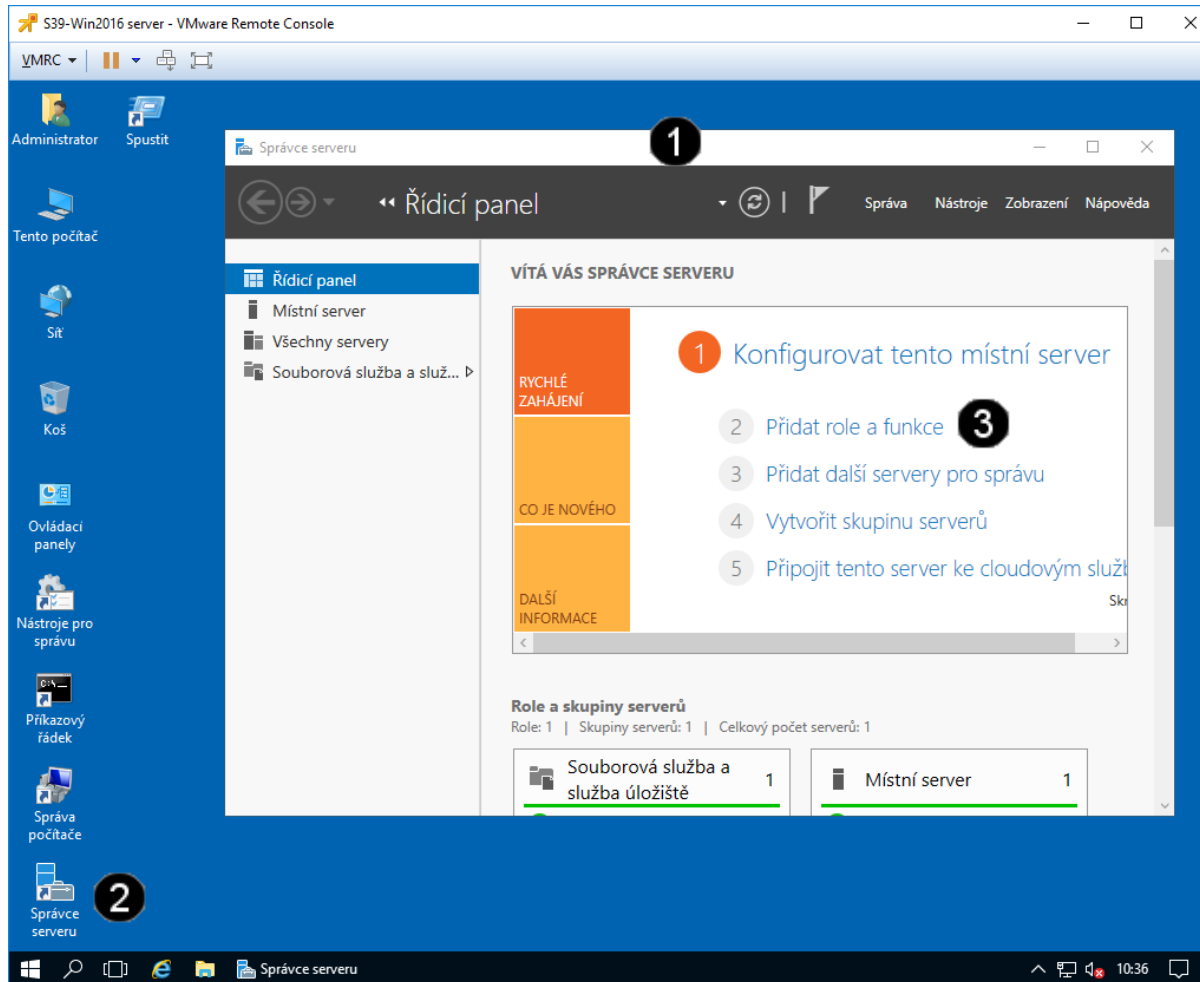 S39-Win2016 server - VMware Remote Console
VMRC
Administrator
Spustit
Tento počítač
Síť
Koš
Ovládací
panely
Nástroje pro
správu
Příkazový
řádek
Správa
počítače
Správce
serveru
2
Správce serveru
1
Řídicí panel
Správa Nástroje Zobrazení Nápověda
Řídicí panel
Místní server
Všechny servery
Souborová služba a služ...
VÍTÁ VÁS SPRÁVCE SERVERU
RYCHLÉ
ZAHÁJENÍ
CO JE NOVÉHO
DALŠÍ
INFORMACE
1 Konfigurovat tento místní server
2 Přidat role a funkce 3
3 Přidat další servery pro správu
4 Vytvořit skupinu serverů
5 Připojit tento server ke cloudovým služb
Skr
Role a skupiny serverů
Role: 1 | Skupiny serverů: 1 | Celkový počet serverů: 1
Souborová služba a
služba úložiště
1
Místní server 1
Správce serveru
10:36